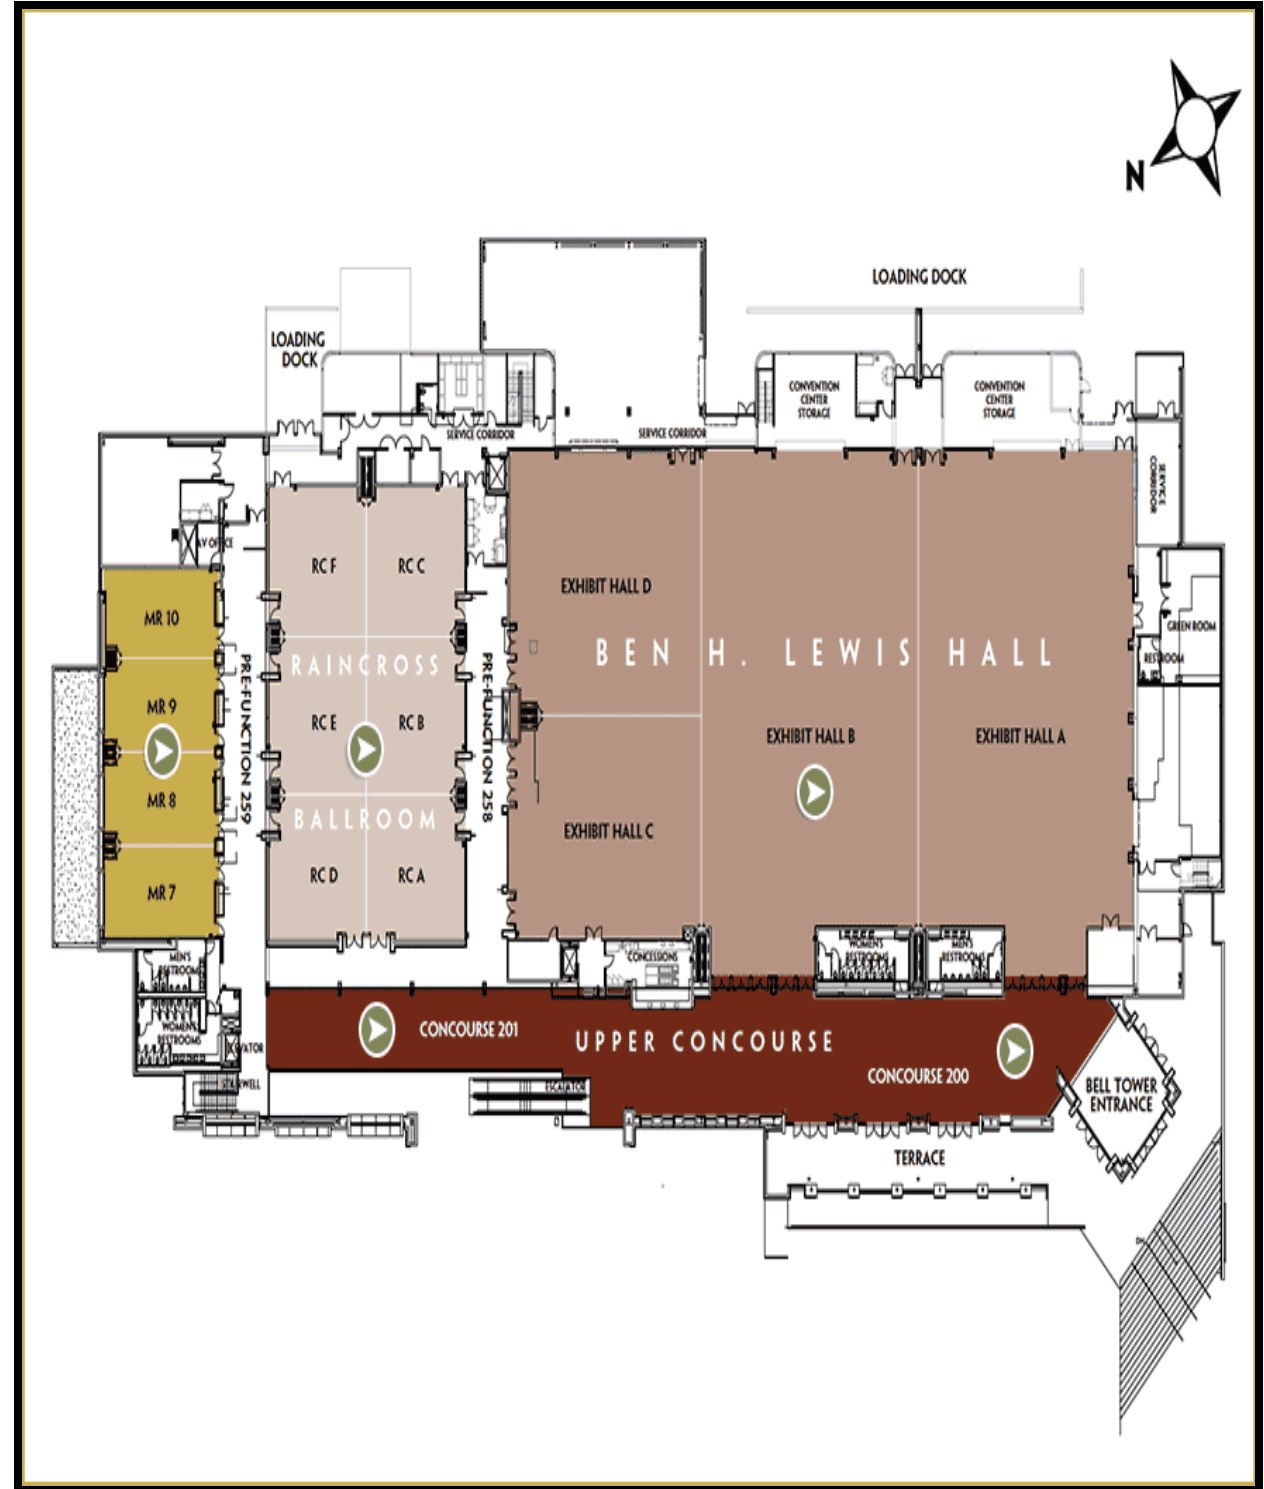 N
LOADING DOCK
LOADING
DOCK
CONVENTION
CENTER
STORAGE
CONVENTION
CENTER
STORAGE
SERVICE CORRIDOR
SERVICE CORRIDOR
SEVICE
CORRIDOR
AV OFFICE
RC F
RC C
EXHIBIT HALL D
MR 10
GREEN ROOM
BEN H. LEWIS HALL
RESTROOM
RAINCROSS
PRE-FUNCTION 259
PRE-FUNCTION 258
MR 9
RC E
RC B
EXHIBIT HALL B
EXHIBIT HALL A
MR 8
BALLROOM
EXHIBIT HALL C
RC D
RC A
MR 7
MEN'S
RESTROOMS
CONCESSIONS
WOMEN'S
RESTROOMS
MEN'S
RESTROOMS
WOMEN'S
RESTROOMS
CONCOURSE 201
UPPER CONCOURSE
ELEVATOR
STAIRWELL
ESCALATOR
CONCOURSE 200
BELL TOWER
ENTRANCE
TERRACE